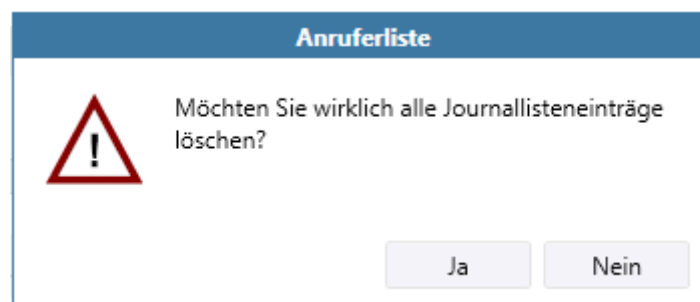 Anruferliste
Möchten Sie wirklich alle Journallisteneinträge
löschen?
Ja
Nein